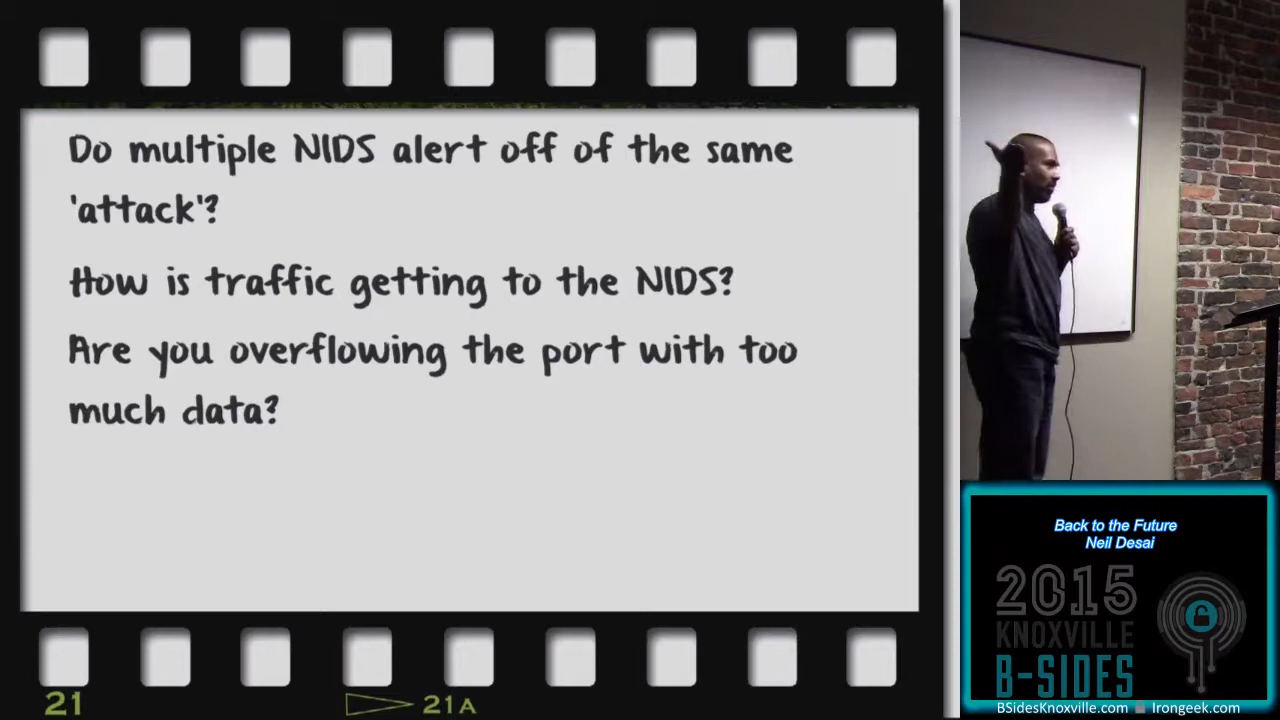 Do multiple NIDS alert off of the same
'attack'?
How is traffic getting to the NIDS?
Are you overflowing the port with too
much data?
21
21A
Back to the Future
Neil Desai
2015
KNOXVILLE
B-SIDES
BSidesKnoxville.com Irongeek.com